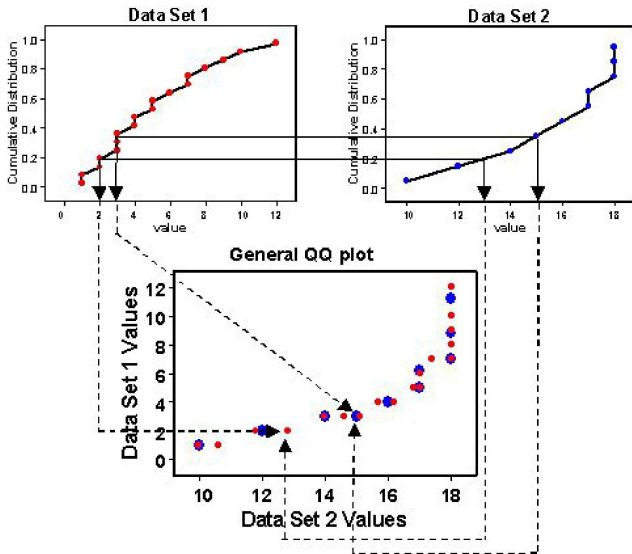 Data Set 1
Cumulative Distribution
1.0
0.8
0.6
0.4
0.2
0.0
0 2 4 6 8 10 12
value
Data Set 2
Cumulative Distribution
1.0
0.8
0.6
0.4
0.2
0.0
10 12 14 16 18
value
General QQ plot
Data Set 1 Values
12
10
8
6
4
2
0
10 12 14 16 18
Data Set 2 Values